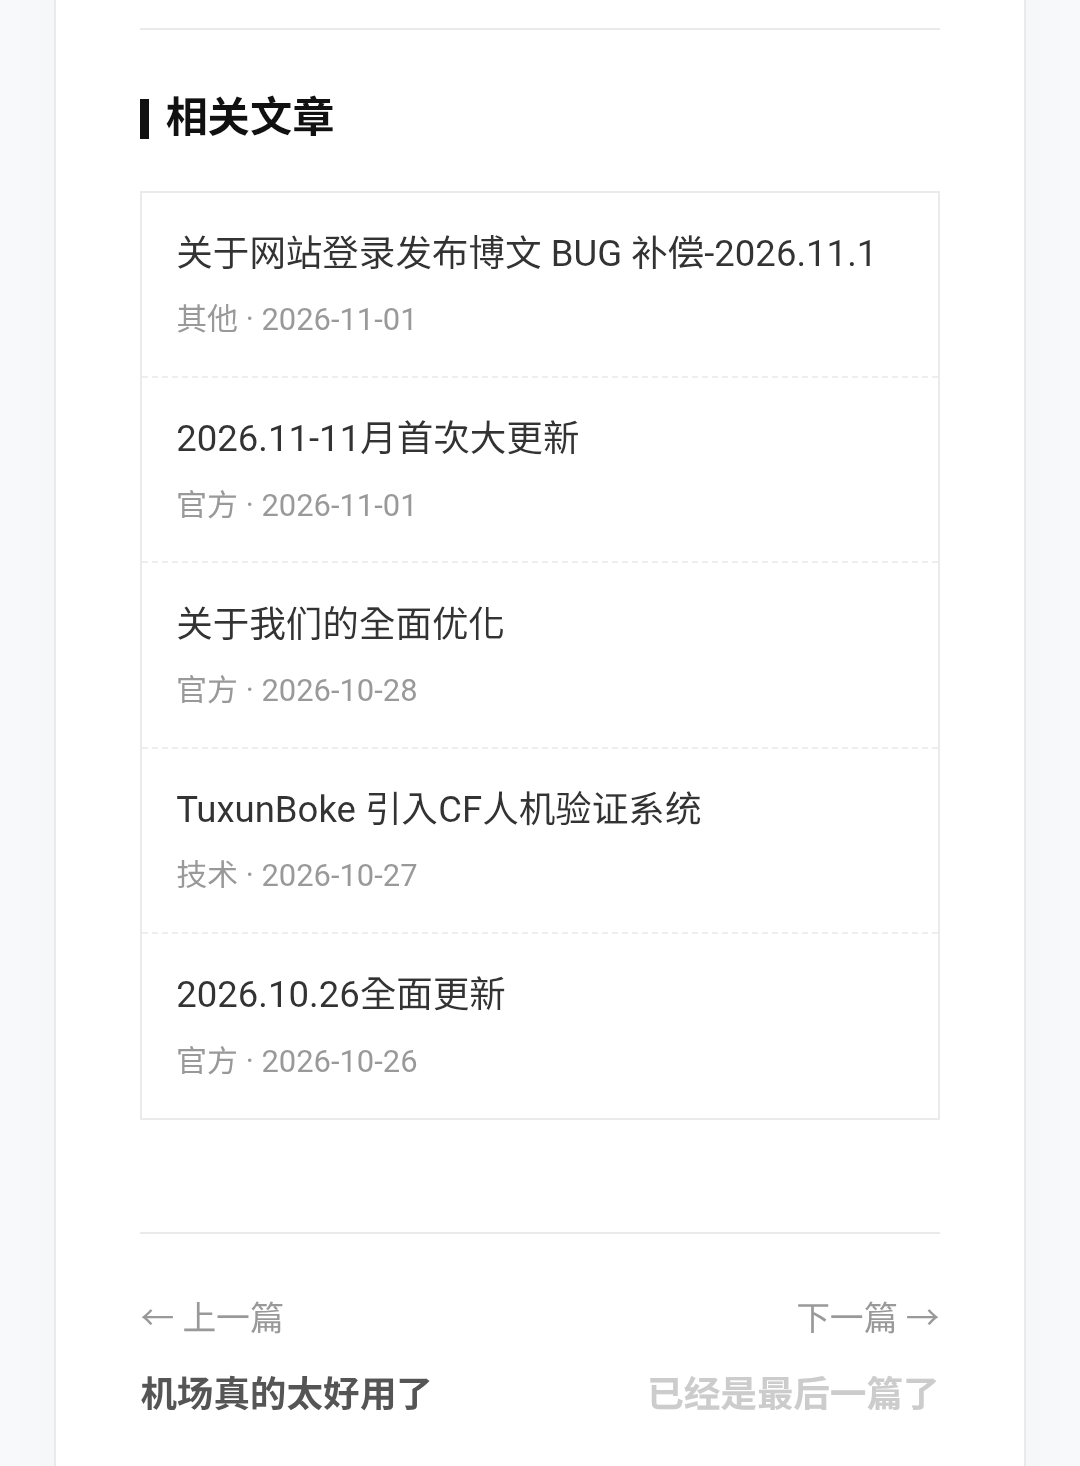 相关文章
关于网站登录发布博文 BUG 补偿-2026.11.1
其他 · 2026-11-01
2026.11-11月首次大更新
官方 · 2026-11-01
关于我们的全面优化
官方 · 2026-10-28
TuxunBoke 引入CF人机验证系统
技术 · 2026-10-27
2026.10.26全面更新
官方 · 2026-10-26
← 上一篇
下一篇 →
机场真的太好用了
已经是最后一篇了